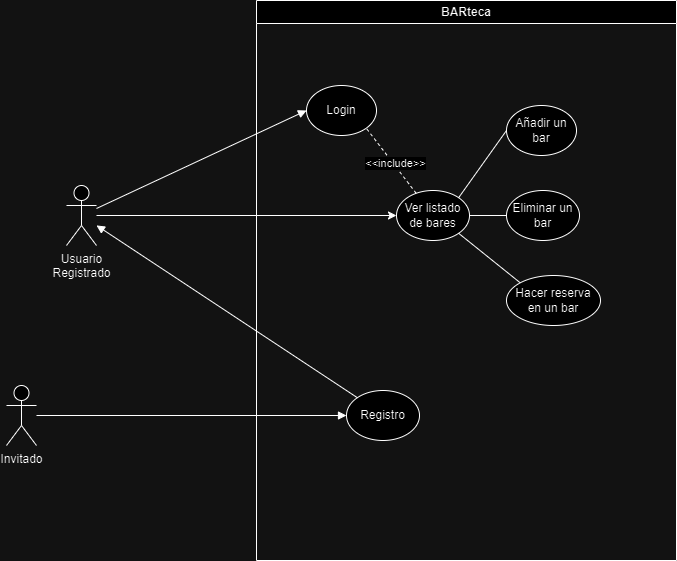 BARteca
Login
<<include>>
Añadir un
bar
Ver listado
de bares
Eliminar un
bar
Usuario
Registrado
Hacer reserva
en un bar
Registro
Invitado